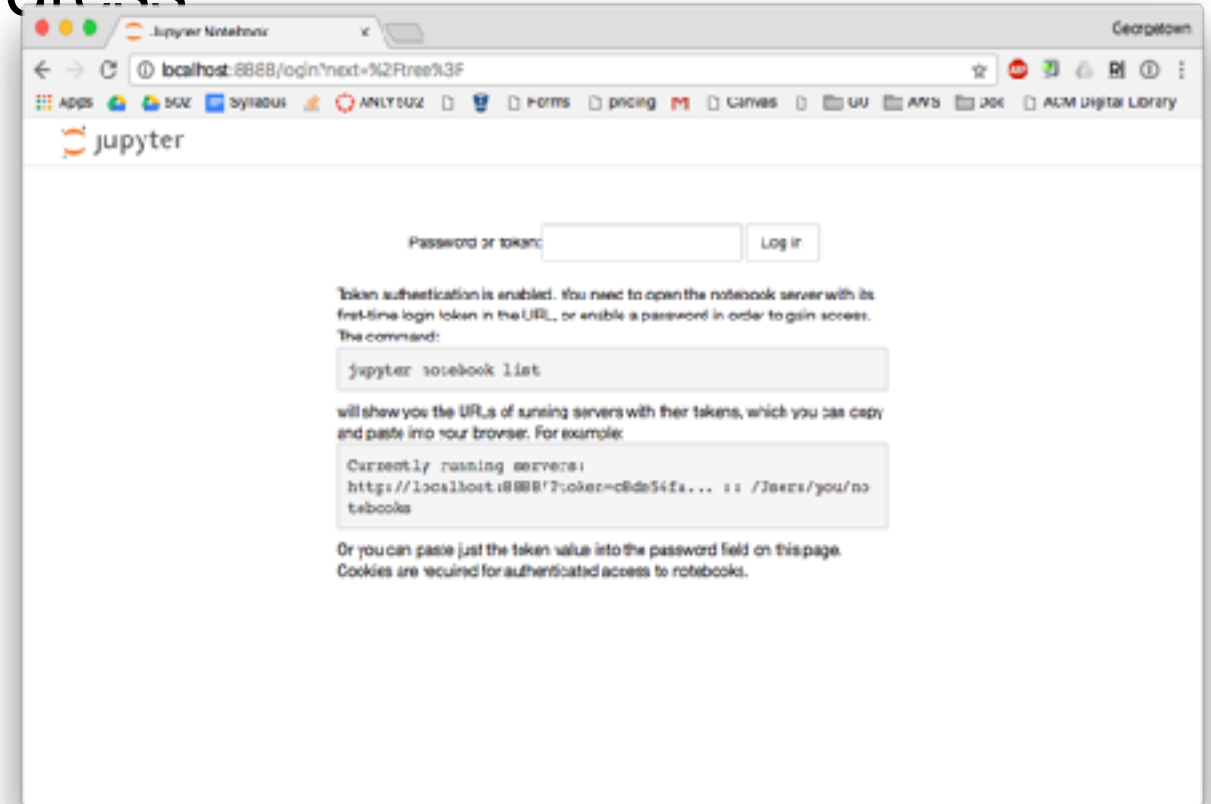 Jupyter Notebook
Georgetown
localhost:8888/login?next=%2Ftree%3F
Apps 502 Syllabus ANLY502 Forms pricing Canvas GU AWS Doc ACM Digital Library
jupyter
Password or token: Log in
Token authentication is enabled. You need to open the notebook server with its
first-time login token in the URL, or enable a password in order to gain access.
The command:
jupyter notebook list
will show you the URLs of running servers with their tokens, which you can copy
and paste into your browser. For example:
Currently running servers:
http://localhost:8888/?token=c8de56fa... :: /Users/you/no
tebooks
Or you can paste just the token value into the password field on this page.
Cookies are required for authenticated access to notebooks.